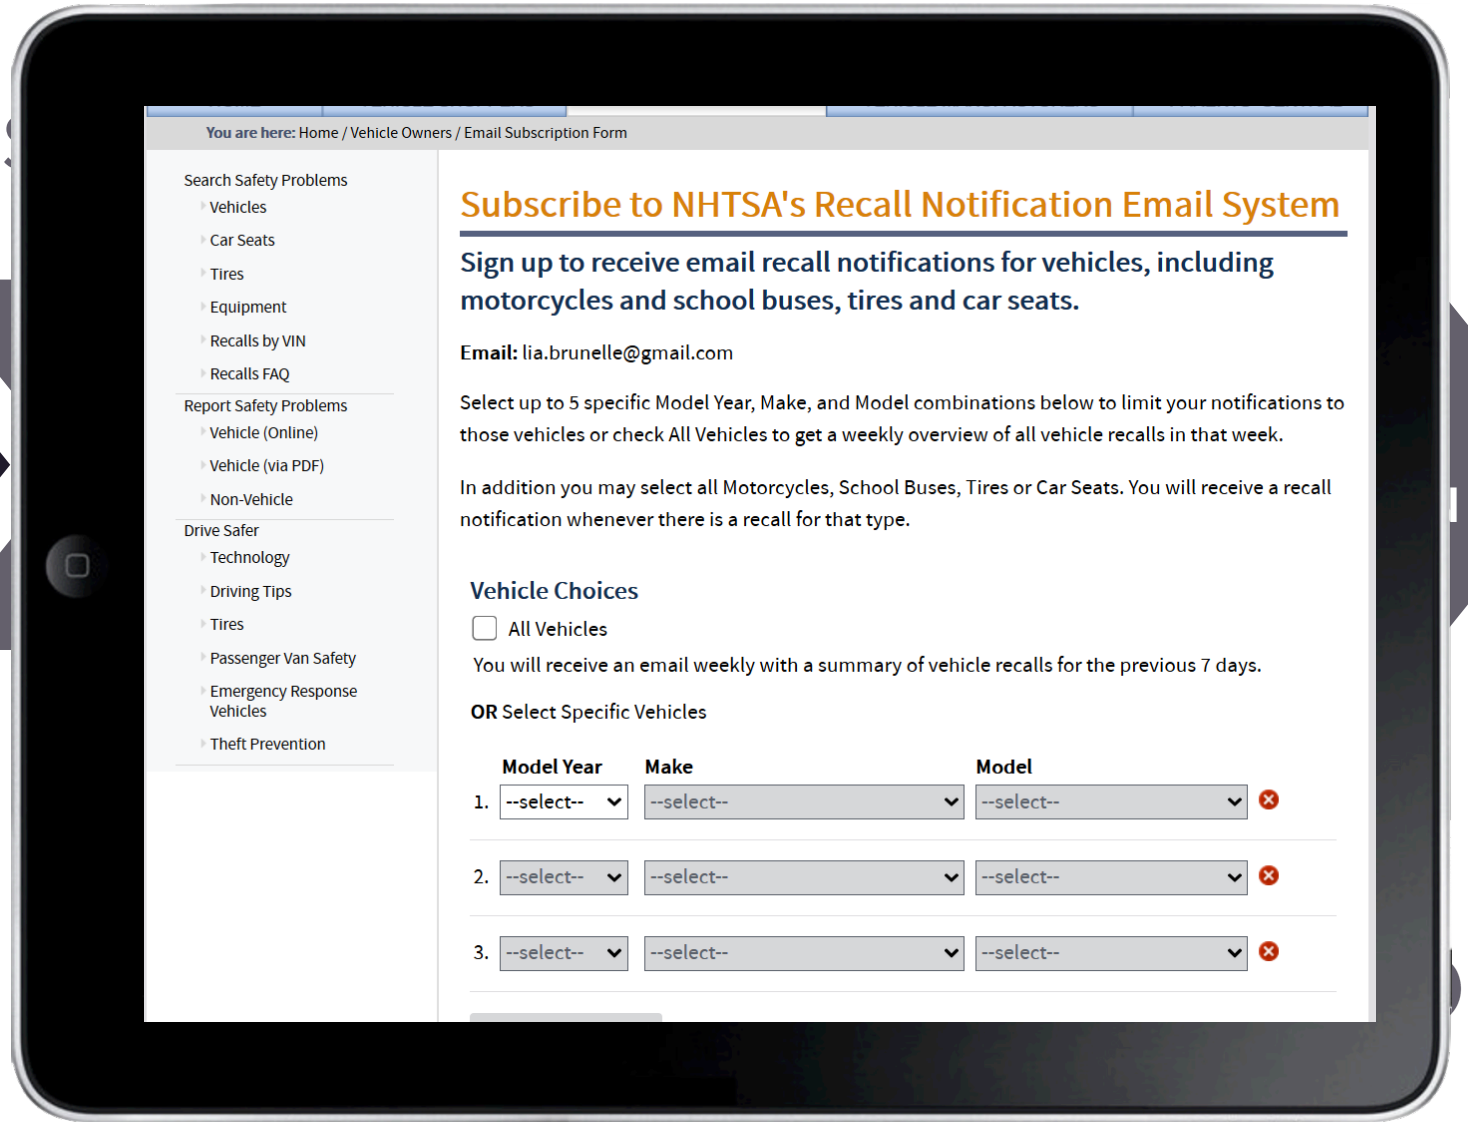 You are here: Home / Vehicle Owners / Email Subscription Form
Search Safety Problems
Vehicles
Car Seats
Tires
Equipment
Recalls by VIN
Recalls FAQ
Report Safety Problems
Vehicle (Online)
Vehicle (via PDF)
Non-Vehicle
Drive Safer
Technology
Driving Tips
Tires
Passenger Van Safety
Emergency Response
Vehicles
Theft Prevention
Subscribe to NHTSA's Recall Notification Email System
Sign up to receive email recall notifications for vehicles, including
motorcycles and school buses, tires and car seats.
Email: lia.brunelle@gmail.com
Select up to 5 specific Model Year, Make, and Model combinations below to limit your notifications to
those vehicles or check All Vehicles to get a weekly overview of all vehicle recalls in that week.
In addition you may select all Motorcycles, School Buses, Tires or Car Seats. You will receive a recall
notification whenever there is a recall for that type.
Vehicle Choices
All Vehicles
You will receive an email weekly with a summary of vehicle recalls for the previous 7 days.
OR Select Specific Vehicles
Model Year Make Model
1. --select-- --select-- --select--
2. --select-- --select-- --select--
3. --select-- --select-- --select--